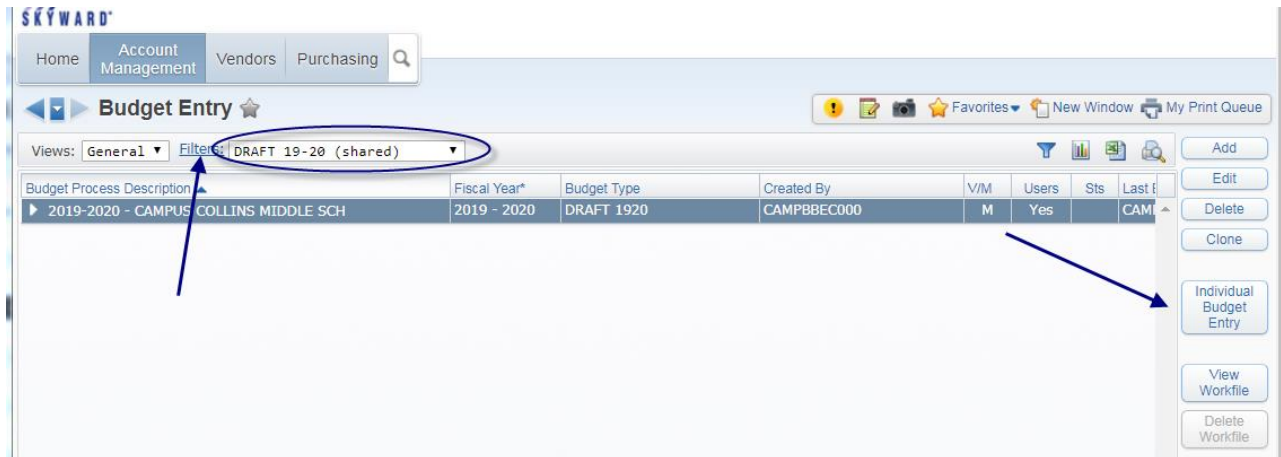 SKYWARD
Home Account Management Vendors Purchasing
Budget Entry Favorites New Window My Print Queue
Views: General Filters: DRAFT 19-20 (shared) Add
Budget Process Description Fiscal Year* Budget Type Created By V/M Users Sts Last E Edit
2019-2020 - CAMPUS COLLINS MIDDLE SCH 2019 - 2020 DRAFT 1920 CAMPBBEC000 M Yes CAM Delete
Clone
Individual
Budget
Entry
View
Workfile
Delete
Workfile